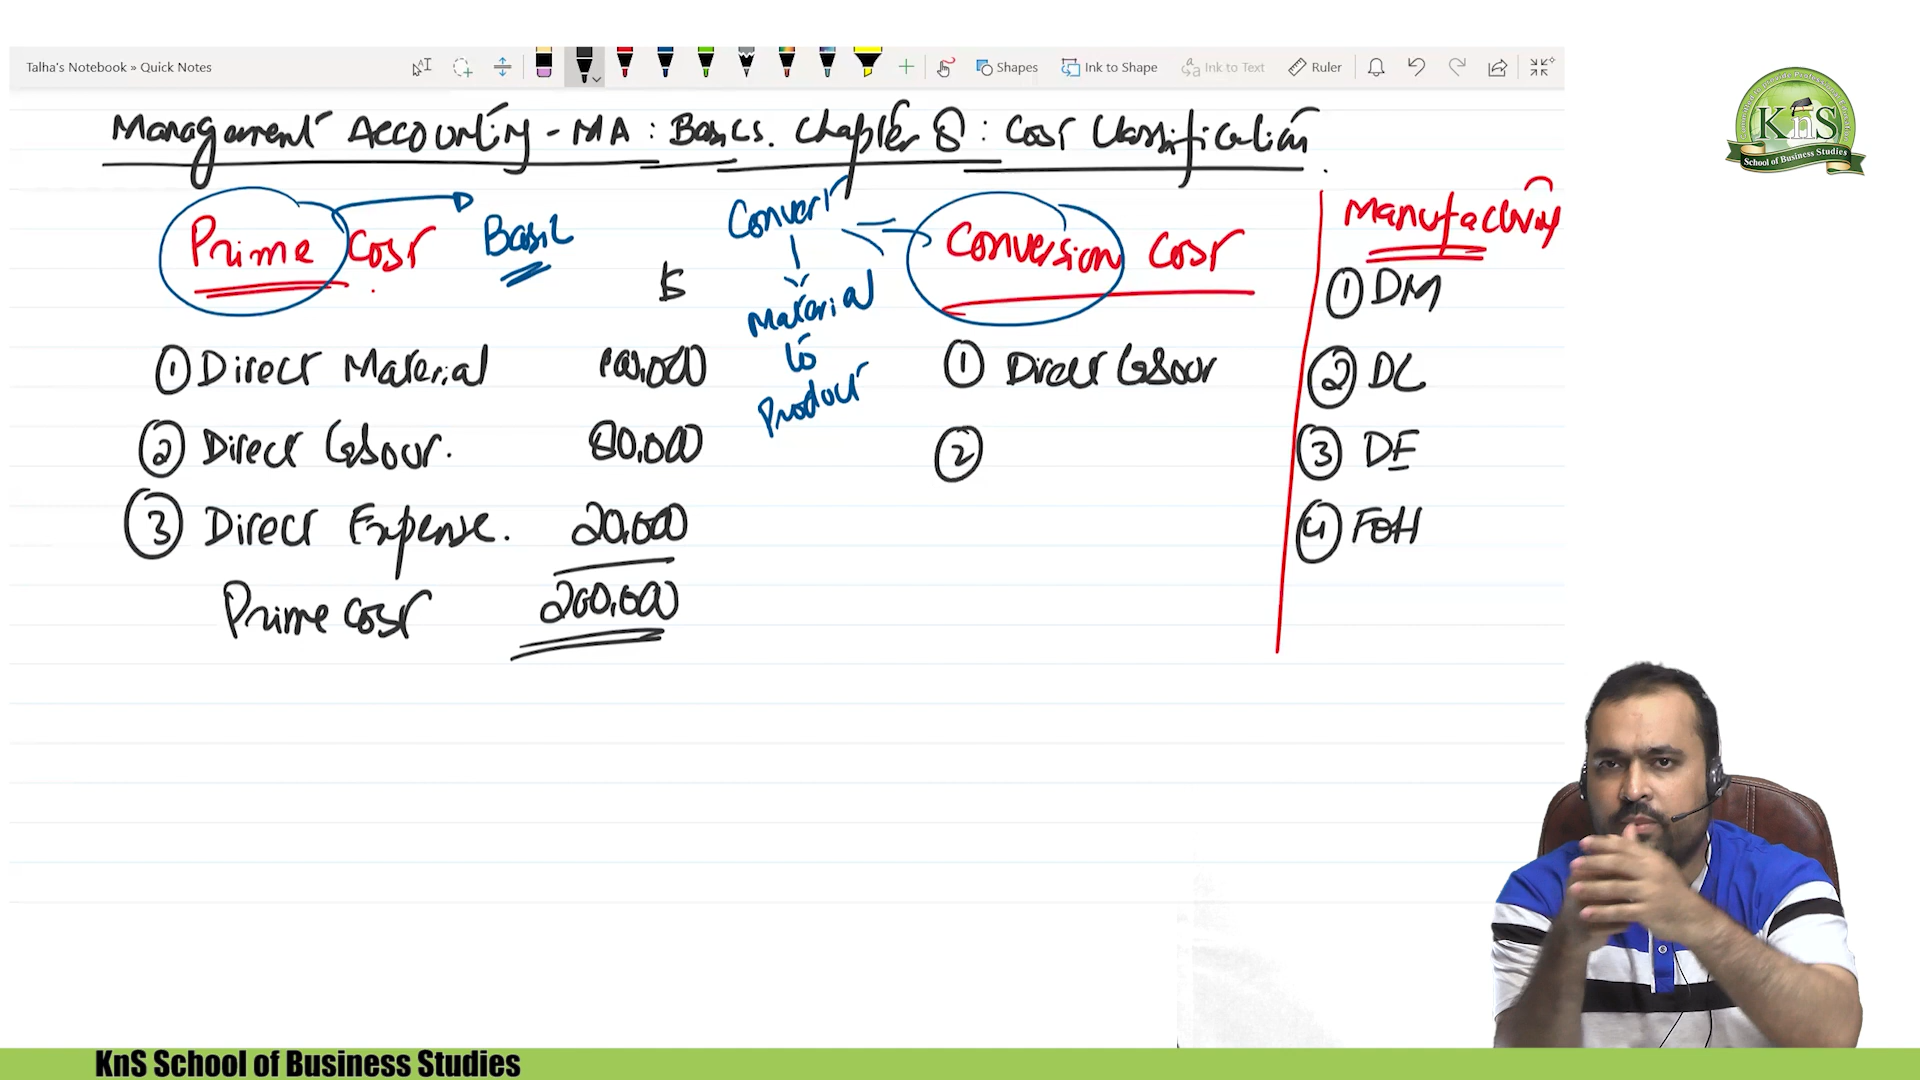 Talha's Notebook » Quick Notes
Shapes
Ink to Shape
Ink to Text
Ruler
KnS
School of Business Studies
Management Accounting - MA : Basics. Chapter 8 : Cost Classification
Prime Cost
Basic
Convert
Material
to
Product
Conversion Cost
Manufacturing
$
① Direct Material 100,000
② Direct Labour. 80,000
③ Direct Expense. 20,000
Prime Cost 200,000
① Direct Labour
②
① DM
② DL
③ DE
④ FOH
KnS School of Business Studies